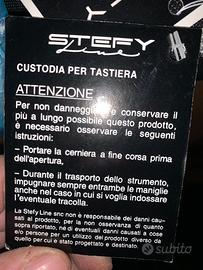 STEFY
Line
CUSTODIA PER TASTIERA
ATTENZIONE
Per non danneggiare e conservare il
più a lungo possibile questo prodotto,
è necessario osservare le seguenti
istruzioni:
– Portare la cerniera a fine corsa prima
dell'apertura,
– Durante il trasporto dello strumento,
impugnare sempre entrambe le maniglie
anche nel caso in cui si voglia indossare
l'eventuale tracolla.
La Stefy Line snc non è responsabile dei danni cau-
sati al prodotto, per la non osservanza di quanto
sopra riportato, né di eventuali danni causati a cose
e/o persone per un utilizzo del prodotto diverso da
quello per cui è stato progettato e destinato.
subito